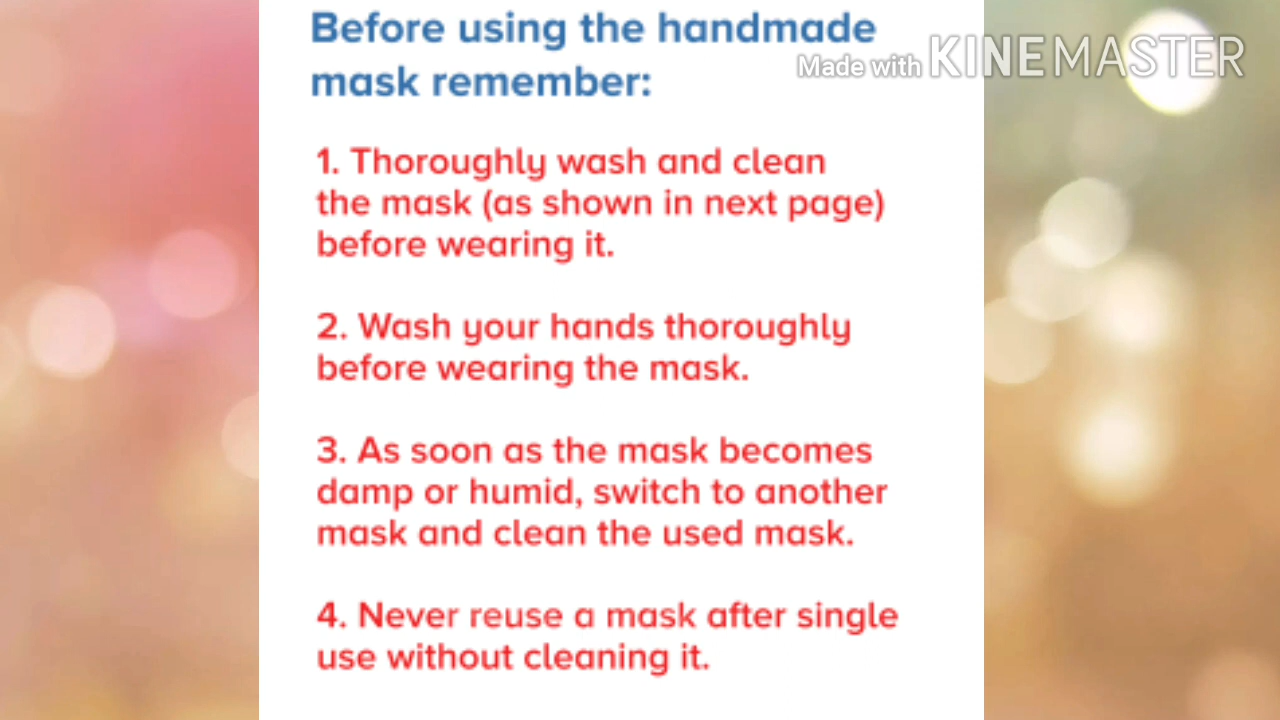 Before using the handmade
mask remember:
Made with KINEMASTER
1. Thoroughly wash and clean
the mask (as shown in next page)
before wearing it.
2. Wash your hands thoroughly
before wearing the mask.
3. As soon as the mask becomes
damp or humid, switch to another
mask and clean the used mask.
4. Never reuse a mask after single
use without cleaning it.